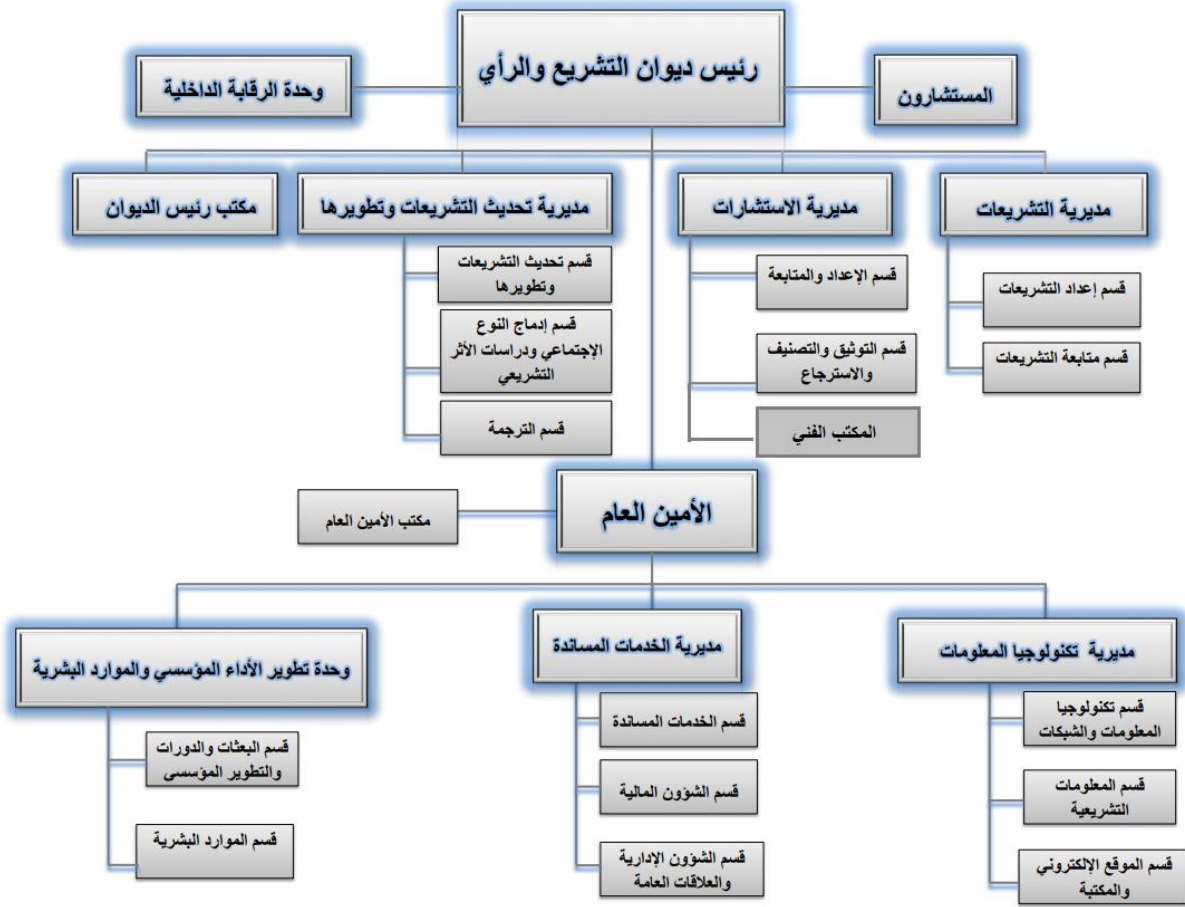 رئيس ديوان التشريع والرأي
المستشارون
وحدة الرقابة الداخلية
مديرية التشريعات
مديرية الاستشارات
مديرية تحديث التشريعات وتطويرها
مكتب رئيس الديوان
قسم إعداد التشريعات
قسم متابعة التشريعات
قسم الإعداد والمتابعة
قسم التوثيق والتصنيف
والاسترجاع
المكتب الفني
قسم تحديث التشريعات
وتطويرها
قسم إدماج النوع
الإجتماعي ودراسات الأثر
التشريعي
قسم الترجمة
الأمين العام
مكتب الأمين العام
مديرية تكنولوجيا المعلومات
مديرية الخدمات المساندة
وحدة تطوير الأداء المؤسسي والموارد البشرية
قسم تكنولوجيا
المعلومات والشبكات
قسم المعلومات
التشريعية
قسم الموقع الإلكتروني
والمكتبة
قسم الخدمات المساندة
قسم الشؤون المالية
قسم الشؤون الإدارية
والعلاقات العامة
قسم البعثات والدورات
والتطوير المؤسسي
قسم الموارد البشرية